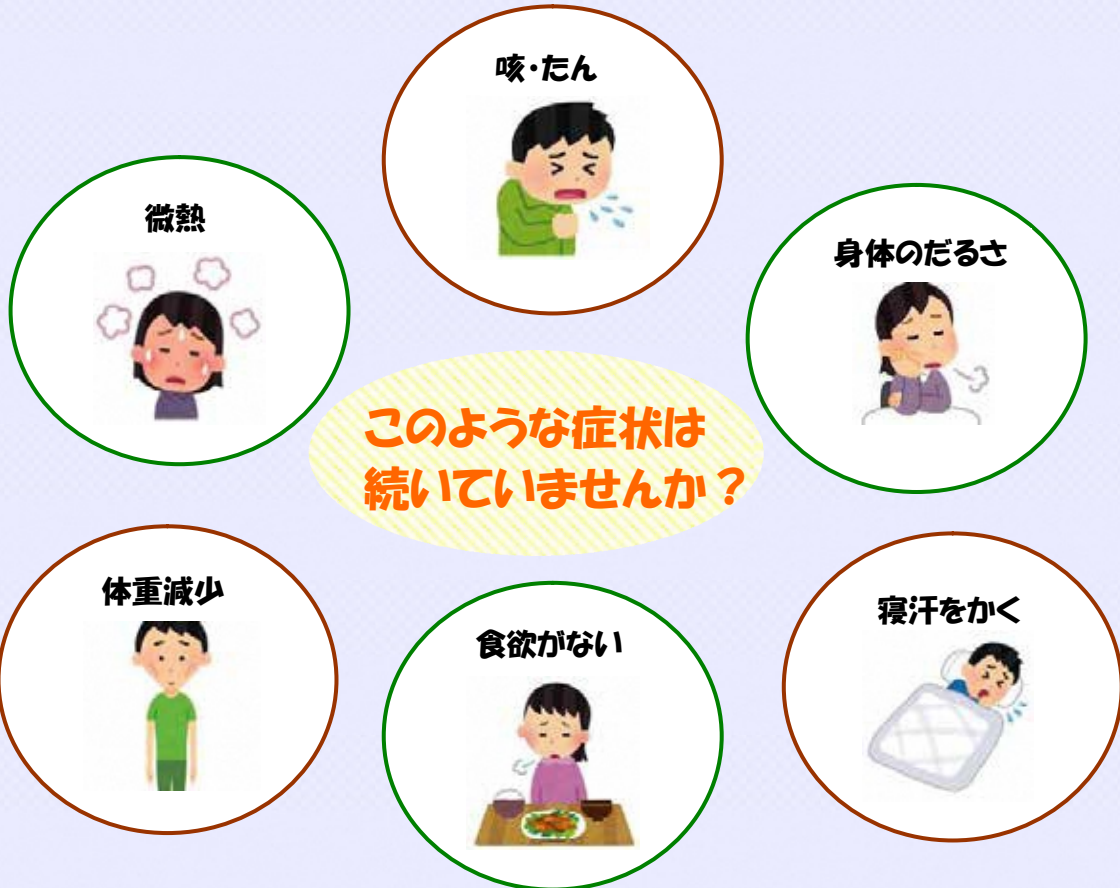 咳・たん
微熱
身体のだるさ
このような症状は
続いていませんか？
体重減少
食欲がない
寝汗をかく